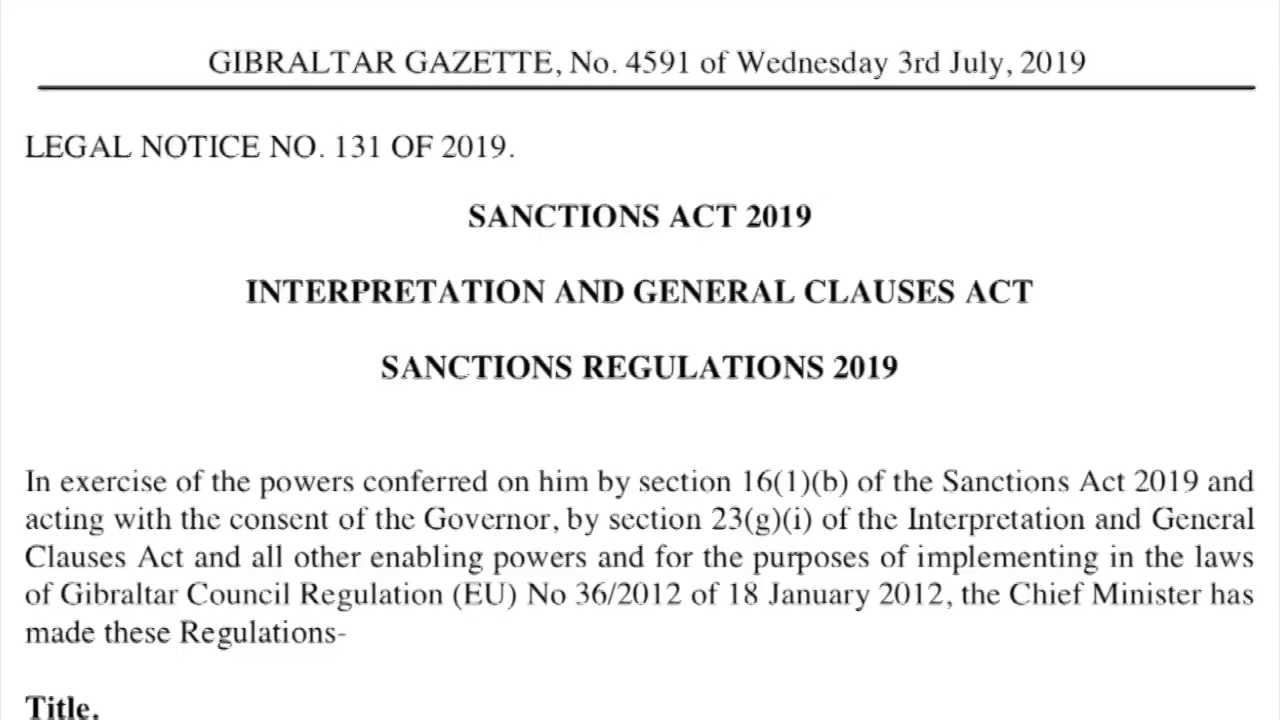 GIBRALTAR GAZETTE, No. 4591 of Wednesday 3rd July, 2019
LEGAL NOTICE NO. 131 OF 2019.
SANCTIONS ACT 2019
INTERPRETATION AND GENERAL CLAUSES ACT
SANCTIONS REGULATIONS 2019
In exercise of the powers conferred on him by section 16(1)(b) of the Sanctions Act 2019 and
acting with the consent of the Governor, by section 23(g)(i) of the Interpretation and General
Clauses Act and all other enabling powers and for the purposes of implementing in the laws
of Gibraltar Council Regulation (EU) No 36/2012 of 18 January 2012, the Chief Minister has
made these Regulations-
Title.